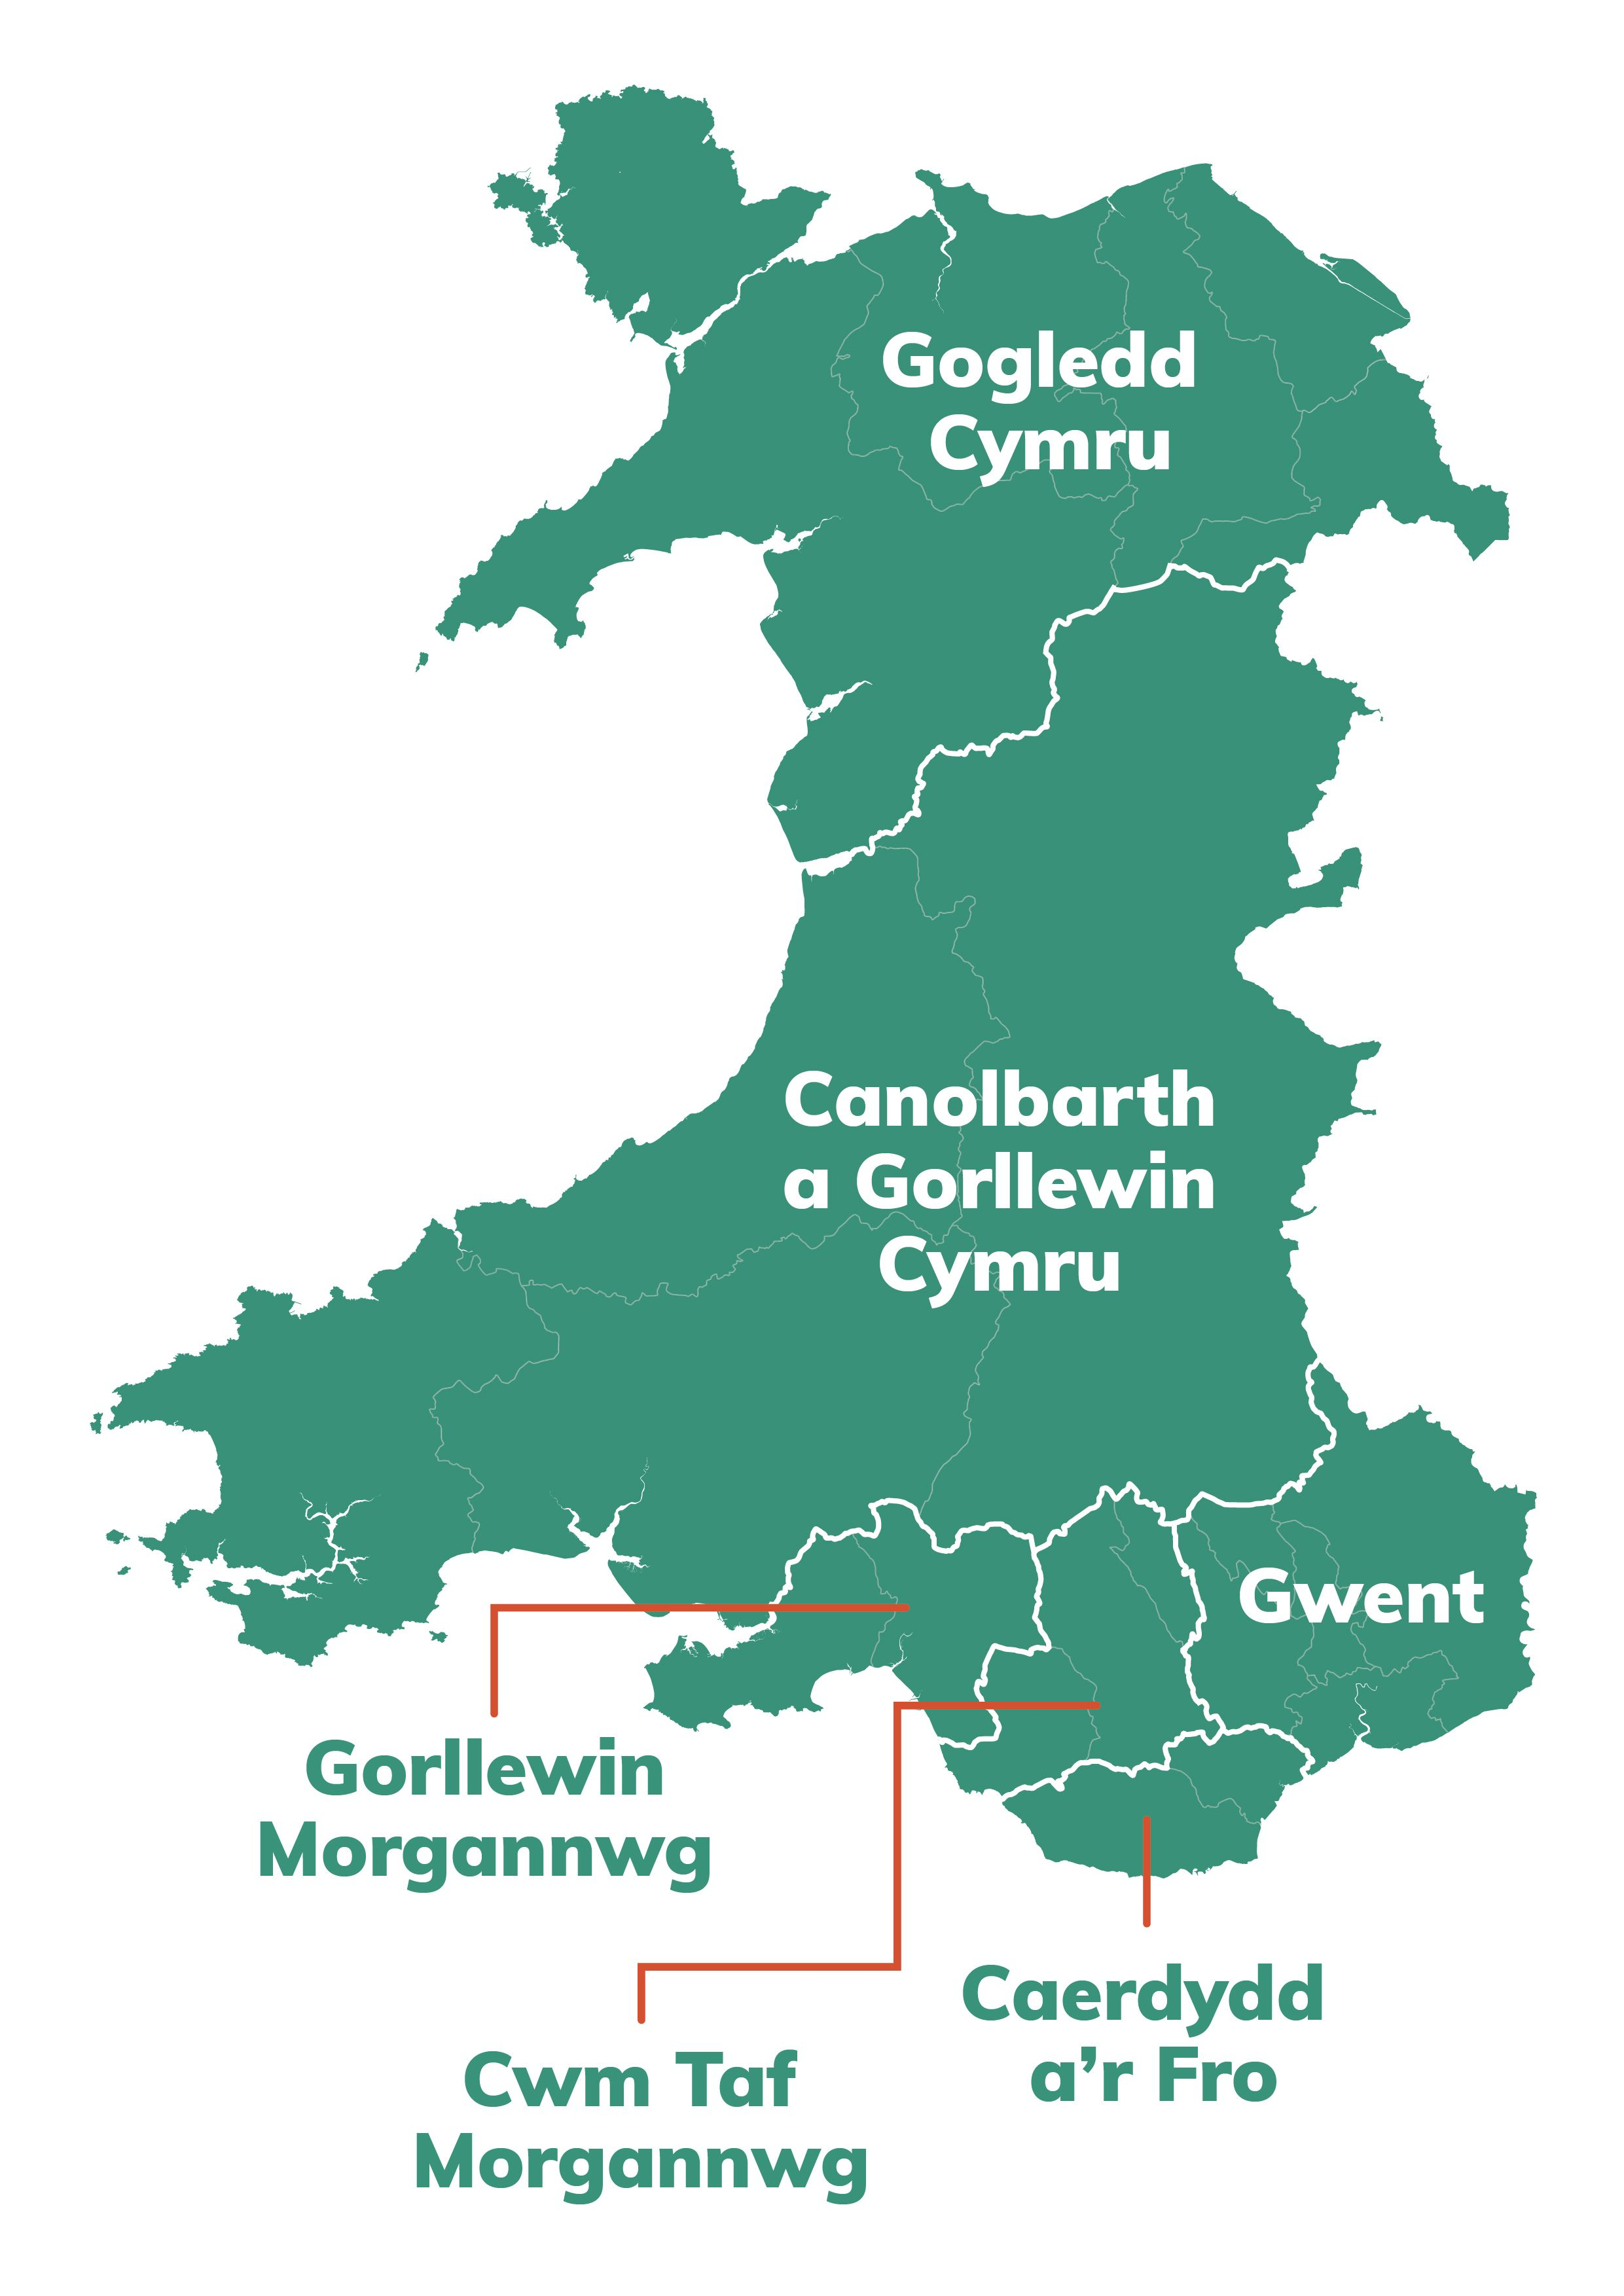 Gogledd
Cymru
Canolbarth
a Gorllewin
Cymru
Gwent
Gorllewin
Morgannwg
Caerdydd
a’r Fro
Cwm Taf
Morgannwg